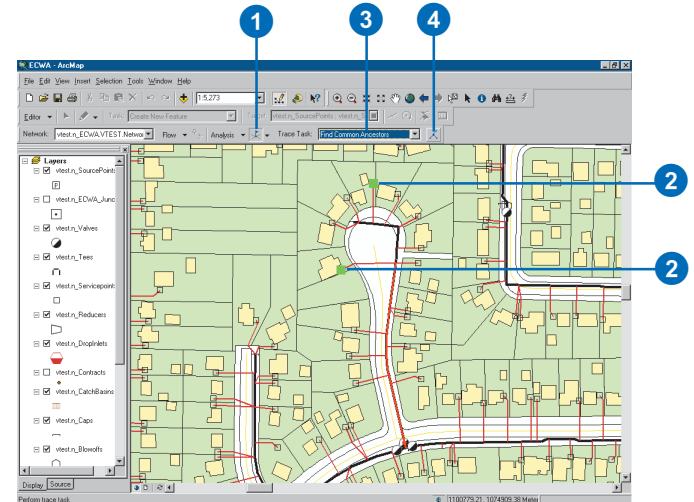 1
3
4
ECWA - ArcMap
File Edit View Insert Selection Tools Window Help
1:5,273
Editor Task: Create New Feature Target: vtest.n_SourcePoints : vtest.n_S
Network: vtest.n_ECWA.VTEST.Networ Flow Analysis Trace Task: Find Common Ancestors
Layers
vtest.n_SourcePoints
P
vtest.n_ECWA_Junc
vtest.n_Valves
vtest.n_Tees
vtest.n_Servicepoint
vtest.n_Reducers
vtest.n_DropInlets
vtest.n_Contracts
vtest.n_CatchBasins
vtest.n_Caps
vtest.n_Blowoffs
2
2
Display Source
Perform trace task
1100779.21 1074909.38 Meter